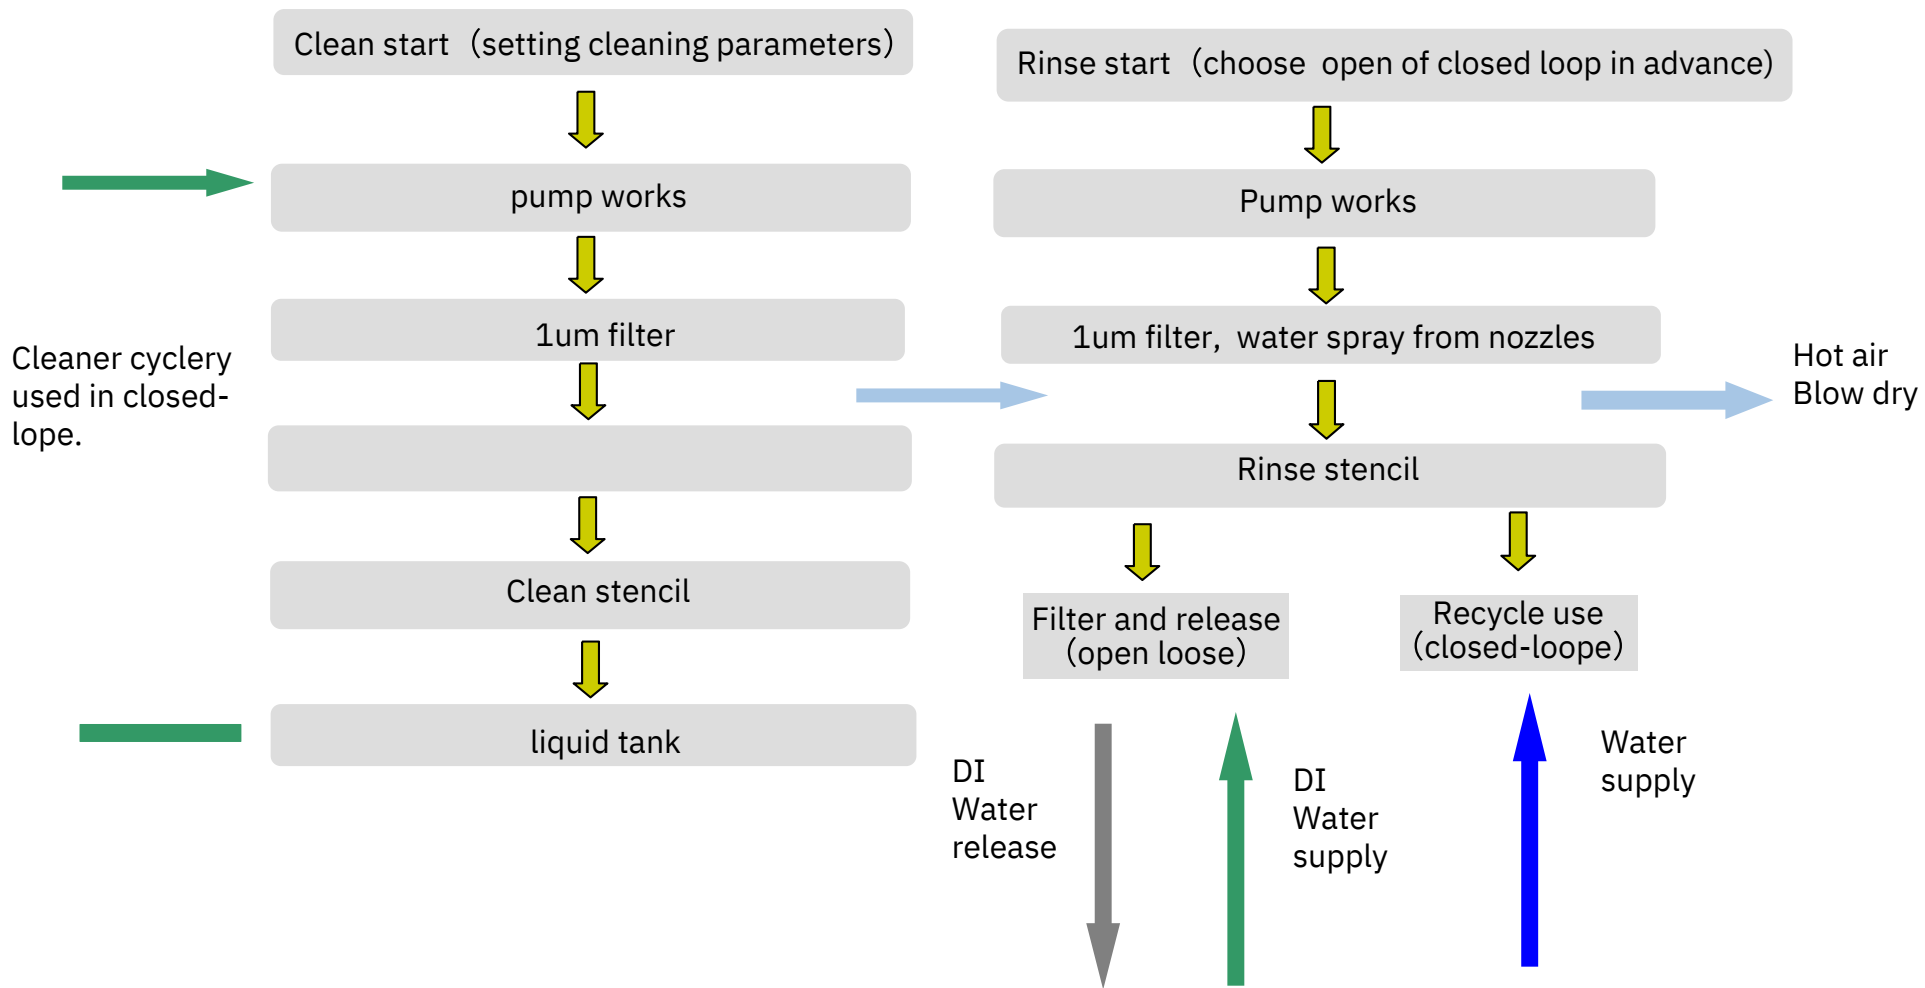 Clean start（setting cleaning parameters）
pump works
1um filter
Cleaner cyclery
used in closed-
lope.
Clean stencil
liquid tank
Rinse start（choose  open of closed loop in advance)
Pump works
1um filter,  water spray from nozzles
Hot air
Blow dry
Rinse stencil
Filter and release
（open loose）
Recycle use
（closed-loope）
DI
Water
release
DI
Water
supply
Water
supply